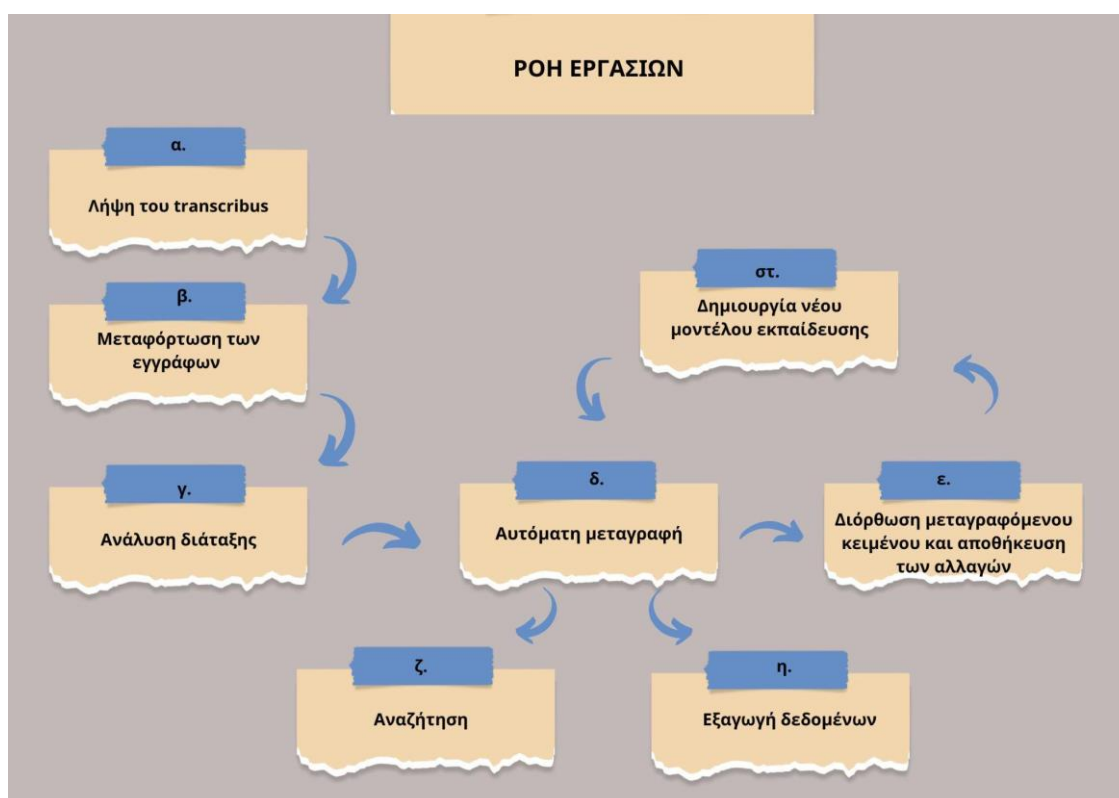 ΡΟΗ ΕΡΓΑΣΙΩΝ
α.
Λήψη του transcribus
β.
Μεταφόρτωση των
εγγράφων
γ.
Ανάλυση διάταξης
δ.
Αυτόματη μεταγραφή
ε.
Διόρθωση μεταγραφόμενου
κειμένου και αποθήκευση
των αλλαγών
στ.
Δημιουργία νέου
μοντέλου εκπαίδευσης
ζ.
Αναζήτηση
η.
Εξαγωγή δεδομένων